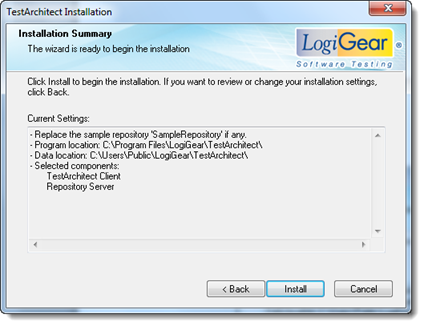 TestArchitect Installation
Installation Summary
The wizard is ready to begin the installation
LogiGear ®
Software Testing
Click Install to begin the installation. If you want to review or change your installation settings,
click Back.
Current Settings:
- Replace the sample repository 'SampleRepository' if any.
- Program location: C:\Program Files\LogiGear\TestArchitect\
- Data location: C:\Users\Public\LogiGear\TestArchitect\
- Selected components:
TestArchitect Client
Repository Server
< Back
Install
Cancel